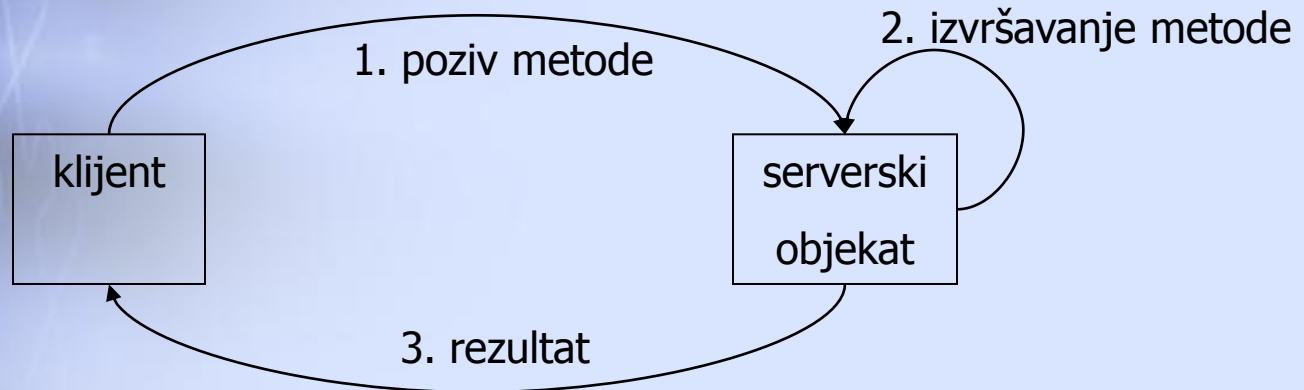 2. izvršavanje metode
1. poziv metode
klijent
serverski
objekat
3. rezultat